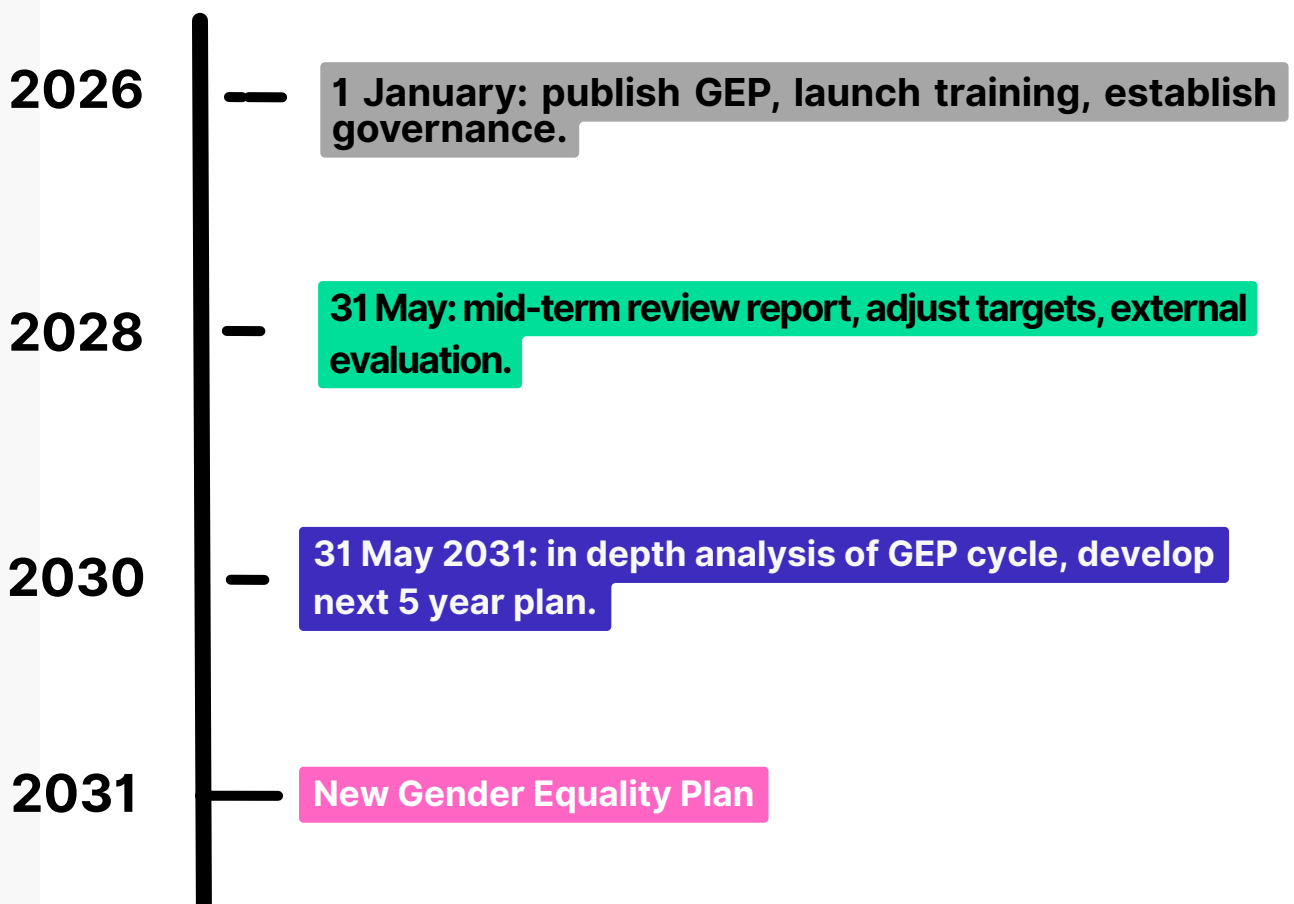 2026
1 January: publish GEP, launch training, establish
governance.
2028
31 May: mid-term review report, adjust targets, external
evaluation.
2030
31 May 2031: in depth analysis of GEP cycle, develop
next 5 year plan.
2031
New Gender Equality Plan